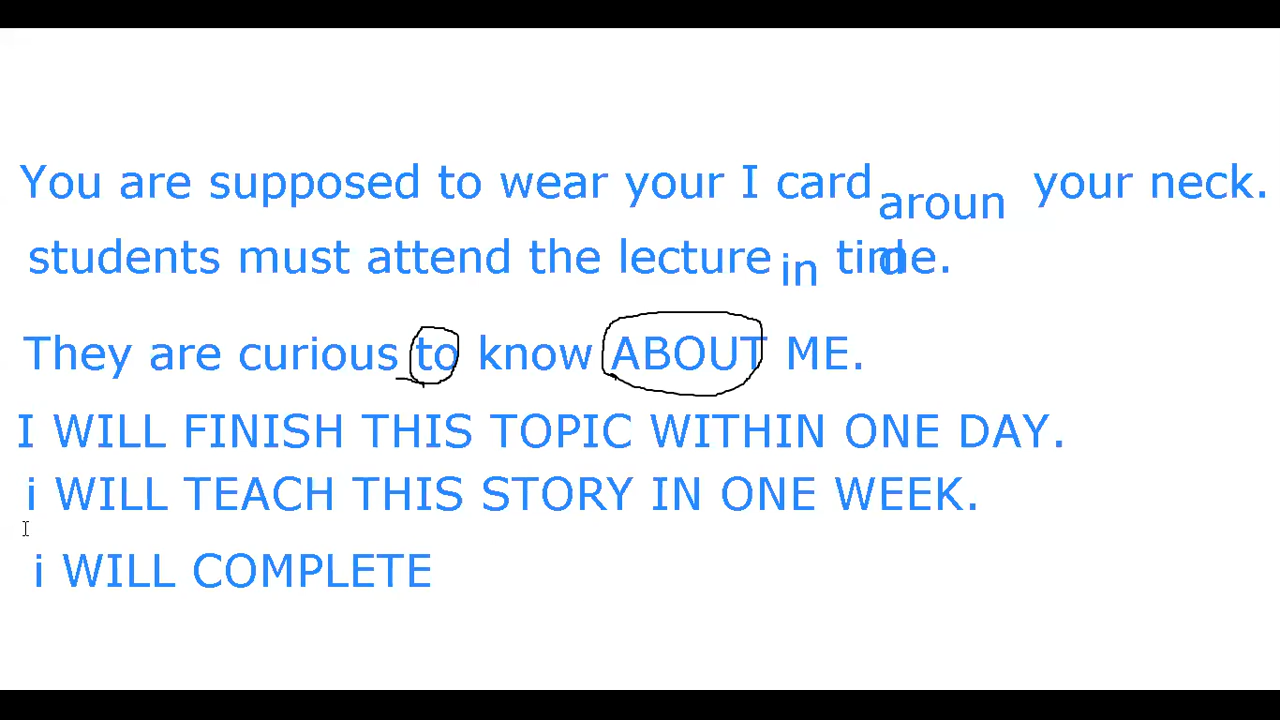 You are supposed to wear your I card around your neck.
students must attend the lecture in time.
They are curious to know ABOUT ME.
I WILL FINISH THIS TOPIC WITHIN ONE DAY.
i WILL TEACH THIS STORY IN ONE WEEK.
i WILL COMPLETE